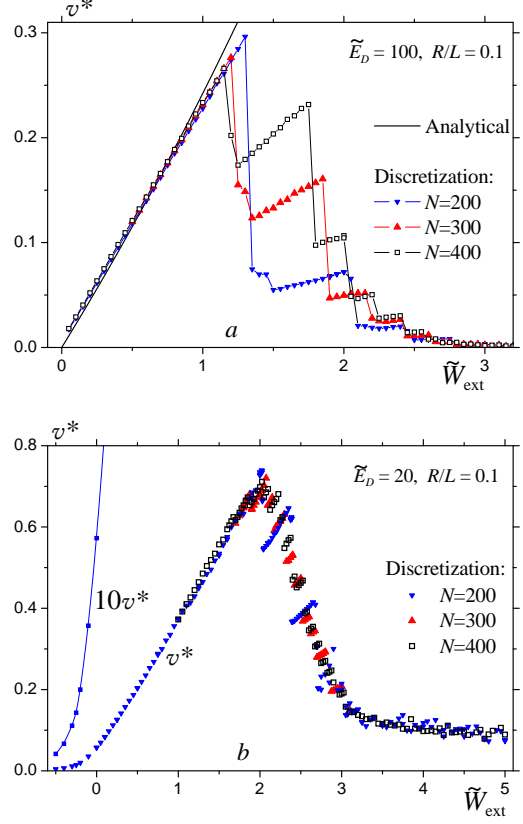 v*
0.3
Ẽ_D = 100, R/L = 0.1
Analytical
0.2
Discretization:
N=200
N=300
0.1
N=400
a
0.0
0 1 2 3
W̃_ext
v*
0.8
Ẽ_D = 20, R/L = 0.1
0.6
Discretization:
N=200
10v*
0.4
N=300
N=400
v*
0.2
b
0.0
0 1 2 3 4 5
W̃_ext